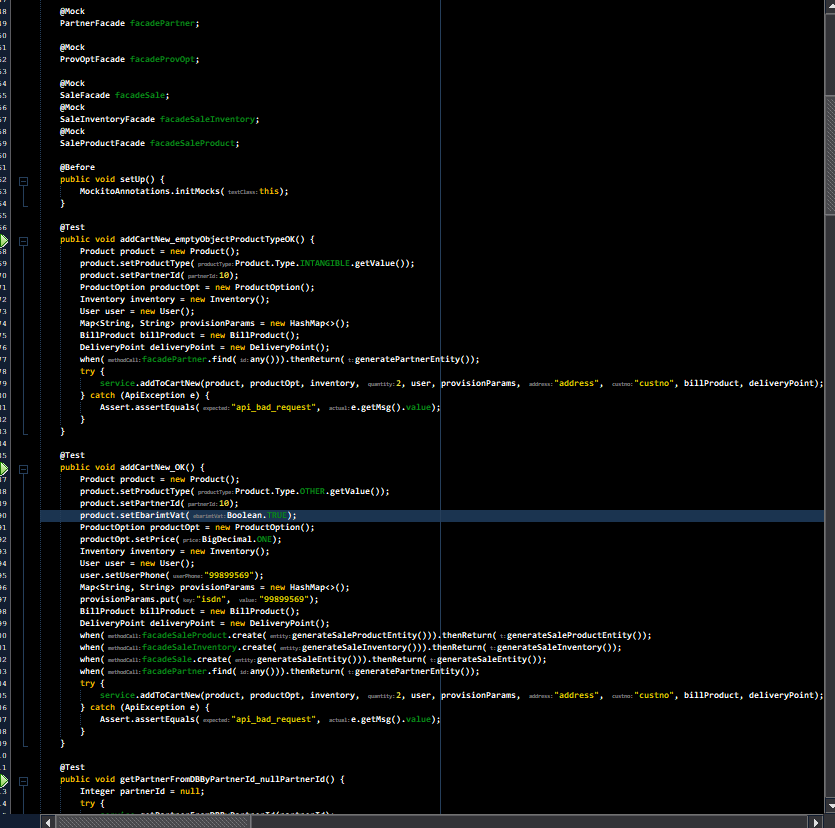 @Mock
PartnerFacade facadePartner;
@Mock
ProvOptFacade facadeProvOpt;
@Mock
SaleFacade facadeSale;
@Mock
SaleInventoryFacade facadeSaleInventory;
@Mock
SaleProductFacade facadeSaleProduct;
@Before
public void setUp() {
MockitoAnnotations.initMocks( testClass: this);
}
@Test
public void addCartNew_emptyObjectProductTypeOK() {
Product product = new Product();
product.setProductType( productType: Product.Type.INTANGIBLE.getValue());
product.setPartnerId( partnerId: 10);
ProductOption productOpt = new ProductOption();
Inventory inventory = new Inventory();
User user = new User();
Map<String, String> provisionParams = new HashMap<>();
BillProduct billProduct = new BillProduct();
DeliveryPoint deliveryPoint = new DeliveryPoint();
when( methodCall: facadePartner.find( id: any())).thenReturn( t: generatePartnerEntity());
try {
service.addToCartNew(product, productOpt, inventory, quantity: 2, user, provisionParams, address: "address", custno: "custno", billProduct, deliveryPoint);
} catch (ApiException e) {
Assert.assertEquals( expected: "api_bad_request", actual: e.getMsg().value);
}
}
@Test
public void addCartNew_OK() {
Product product = new Product();
product.setProductType( productType: Product.Type.OTHER.getValue());
product.setPartnerId( partnerId: 10);
product.setEbarimtVat( ebarimtVat: Boolean.TRUE);
ProductOption productOpt = new ProductOption();
productOpt.setPrice( price: BigDecimal.ONE);
Inventory inventory = new Inventory();
User user = new User();
user.setUserPhone( userPhone: "99899569");
Map<String, String> provisionParams = new HashMap<>();
provisionParams.put( key: "isdn", value: "99899569");
BillProduct billProduct = new BillProduct();
DeliveryPoint deliveryPoint = new DeliveryPoint();
when( methodCall: facadeSaleProduct.create( entity: generateSaleProductEntity())).thenReturn( t: generateSaleProductEntity());
when( methodCall: facadeSaleInventory.create( entity: generateSaleInventory())).thenReturn( t: generateSaleInventory());
when( methodCall: facadeSale.create( entity: generateSaleEntity())).thenReturn( t: generateSaleEntity());
when( methodCall: facadePartner.find( id: any())).thenReturn( t: generatePartnerEntity());
try {
service.addToCartNew(product, productOpt, inventory, quantity: 2, user, provisionParams, address: "address", custno: "custno", billProduct, deliveryPoint);
} catch (ApiException e) {
Assert.assertEquals( expected: "api_bad_request", actual: e.getMsg().value);
}
}
@Test
public void getPartnerFromDBByPartnerId_nullPartnerId() {
Integer partnerId = null;
try {